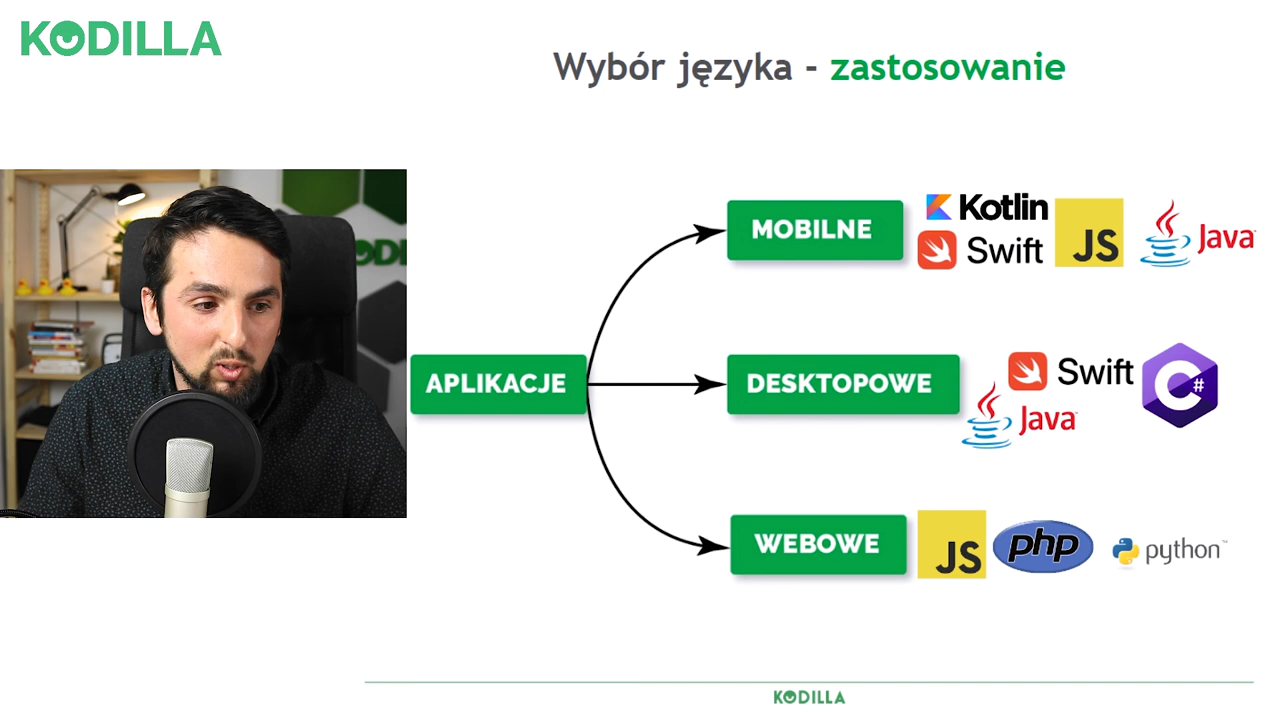 KODILLA
Wybór języka - zastosowanie
MOBILNE
Kotlin
Swift
JS
Java
APLIKACJE
DESKTOPOWE
Swift
C#
Java
WEBOWE
JS
php
python
KODILLA